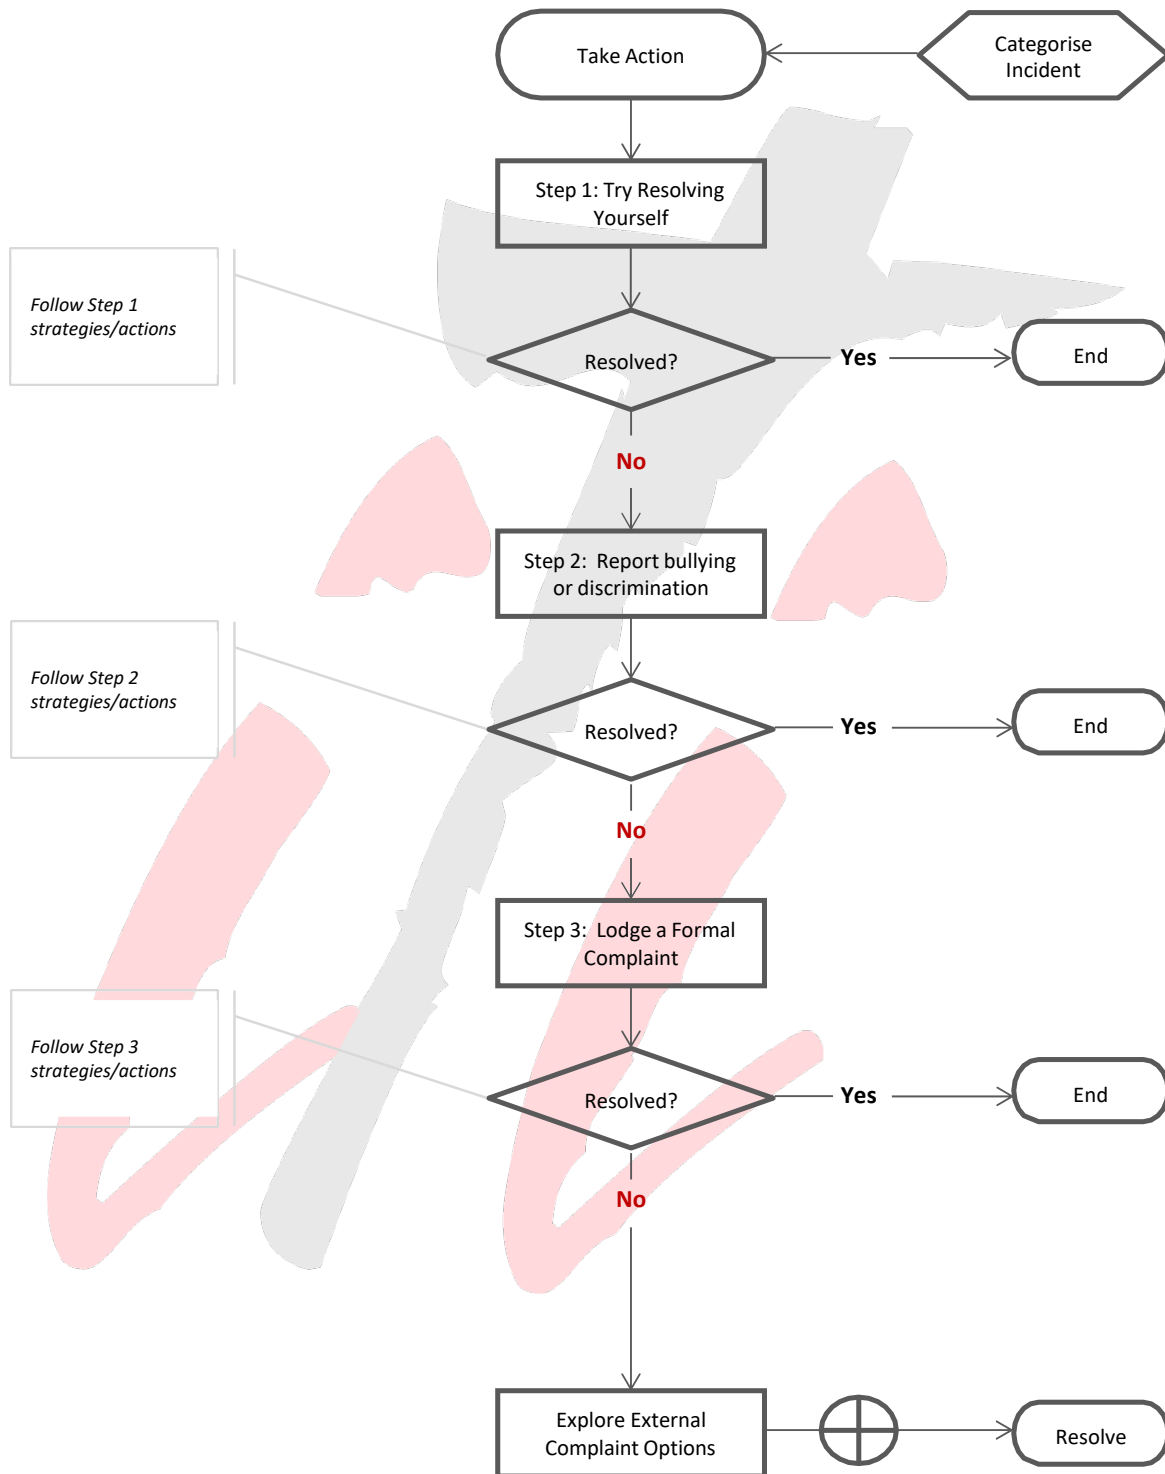 Take Action
Categorise
Incident
Step 1: Try Resolving
Yourself
Follow Step 1
strategies/actions
Resolved?
Yes
End
No
Step 2:  Report bullying
or discrimination
Follow Step 2
strategies/actions
Resolved?
Yes
End
No
Step 3:  Lodge a Formal
Complaint
Follow Step 3
strategies/actions
Resolved?
Yes
End
No
Explore External
Complaint Options
Resolve